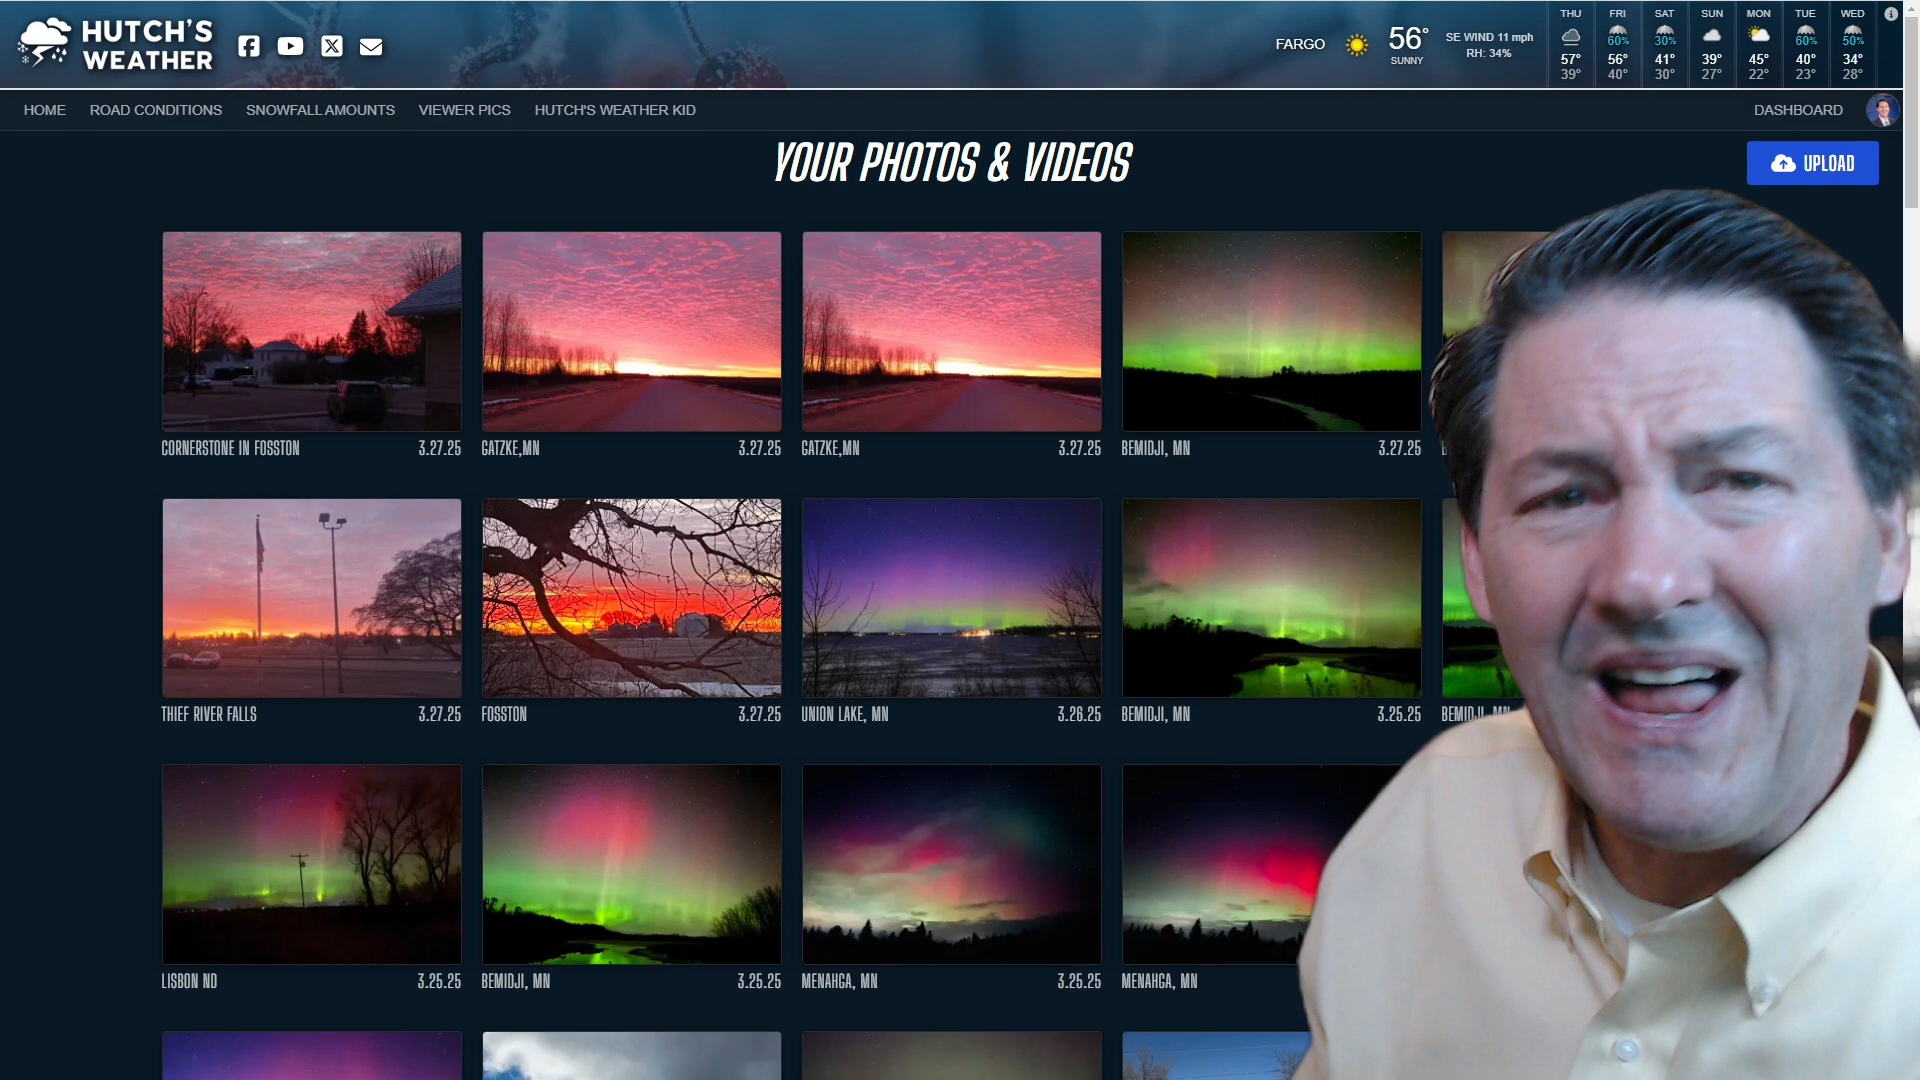 HUTCH'S
WEATHER
FARGO
56°
SUNNY
SE WIND 11 mph
RH: 34%
THU
57°
39°
FRI
60%
56°
40°
SAT
30%
41°
30°
SUN
39°
27°
MON
45°
22°
TUE
60%
40°
23°
WED
50%
34°
28°
HOME ROAD CONDITIONS SNOWFALL AMOUNTS VIEWER PICS HUTCH'S WEATHER KID DASHBOARD
YOUR PHOTOS & VIDEOS
UPLOAD
CORNERSTONE IN FOSSTON 3.27.25
GATZKE,MN 3.27.25
GATZKE,MN 3.27.25
BEMIDJI, MN 3.27.25
THIEF RIVER FALLS 3.27.25
FOSSTON 3.27.25
UNION LAKE, MN 3.26.25
BEMIDJI, MN 3.25.25
BEMIDJI, MN
LISBON ND 3.25.25
BEMIDJI, MN 3.25.25
MENAHGA, MN 3.25.25
MENAHGA, MN